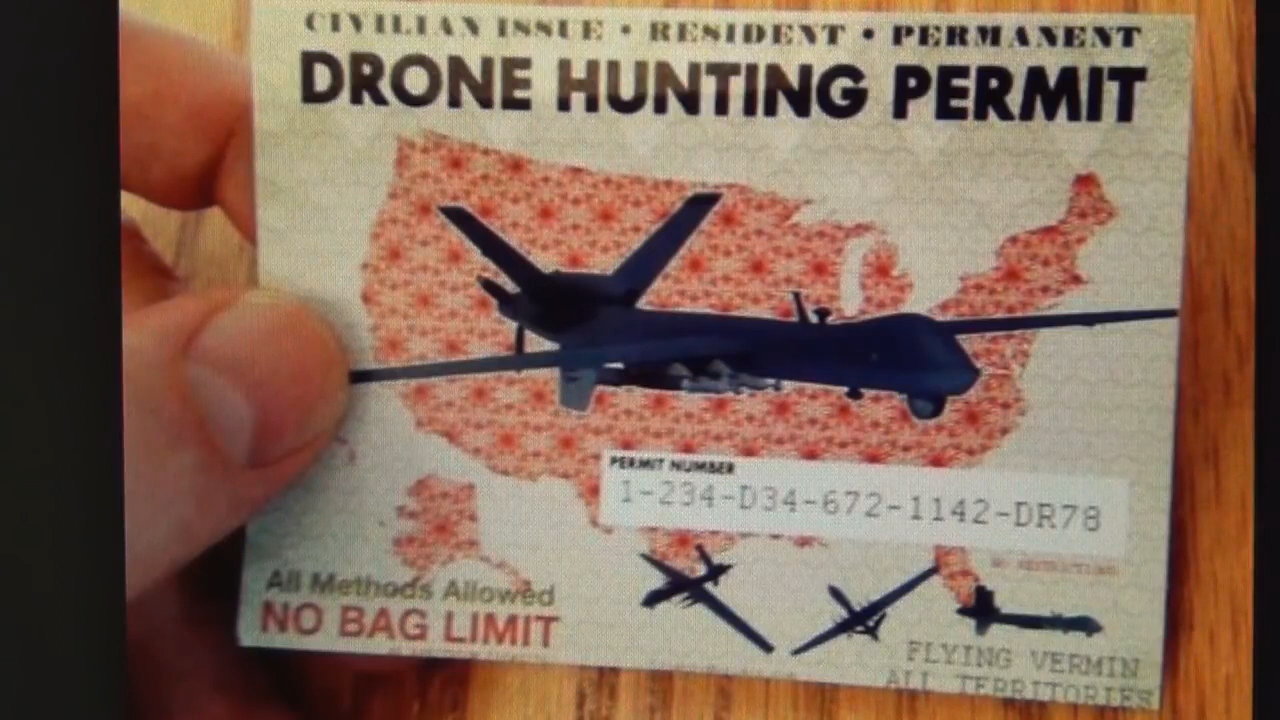 CIVILIAN ISSUE • RESIDENT • PERMANENT
DRONE HUNTING PERMIT
PERMIT NUMBER
1-234-D34-672-1142-DR78
All Methods Allowed
NO BAG LIMIT
FLYING VERMIN
ALL TERRITORIES